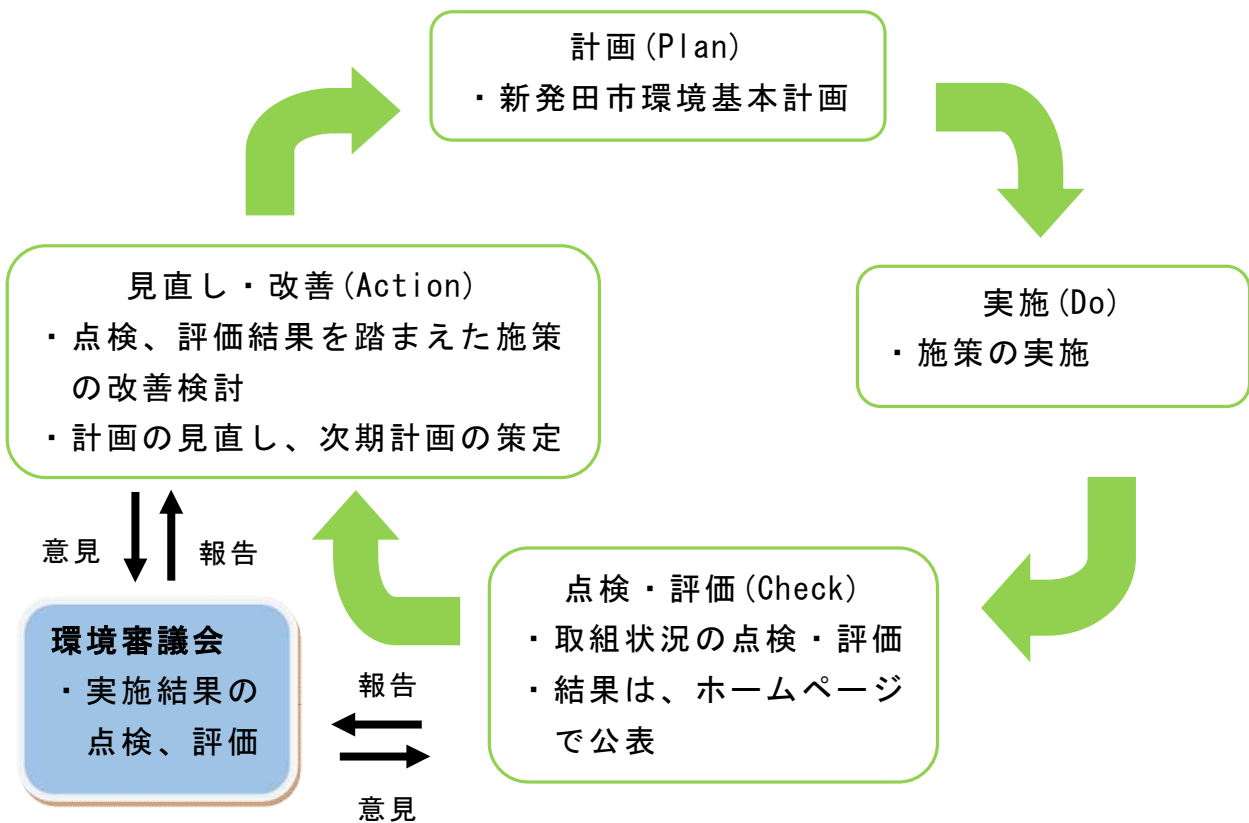 計画(Plan)
・新発田市環境基本計画
見直し・改善(Action)
・点検、評価結果を踏まえた施策
の改善検討
・計画の見直し、次期計画の策定
実施(Do)
・施策の実施
意見
報告
点検・評価(Check)
・取組状況の点検・評価
・結果は、ホームページ
で公表
環境審議会
・実施結果の
点検、評価
報告
意見